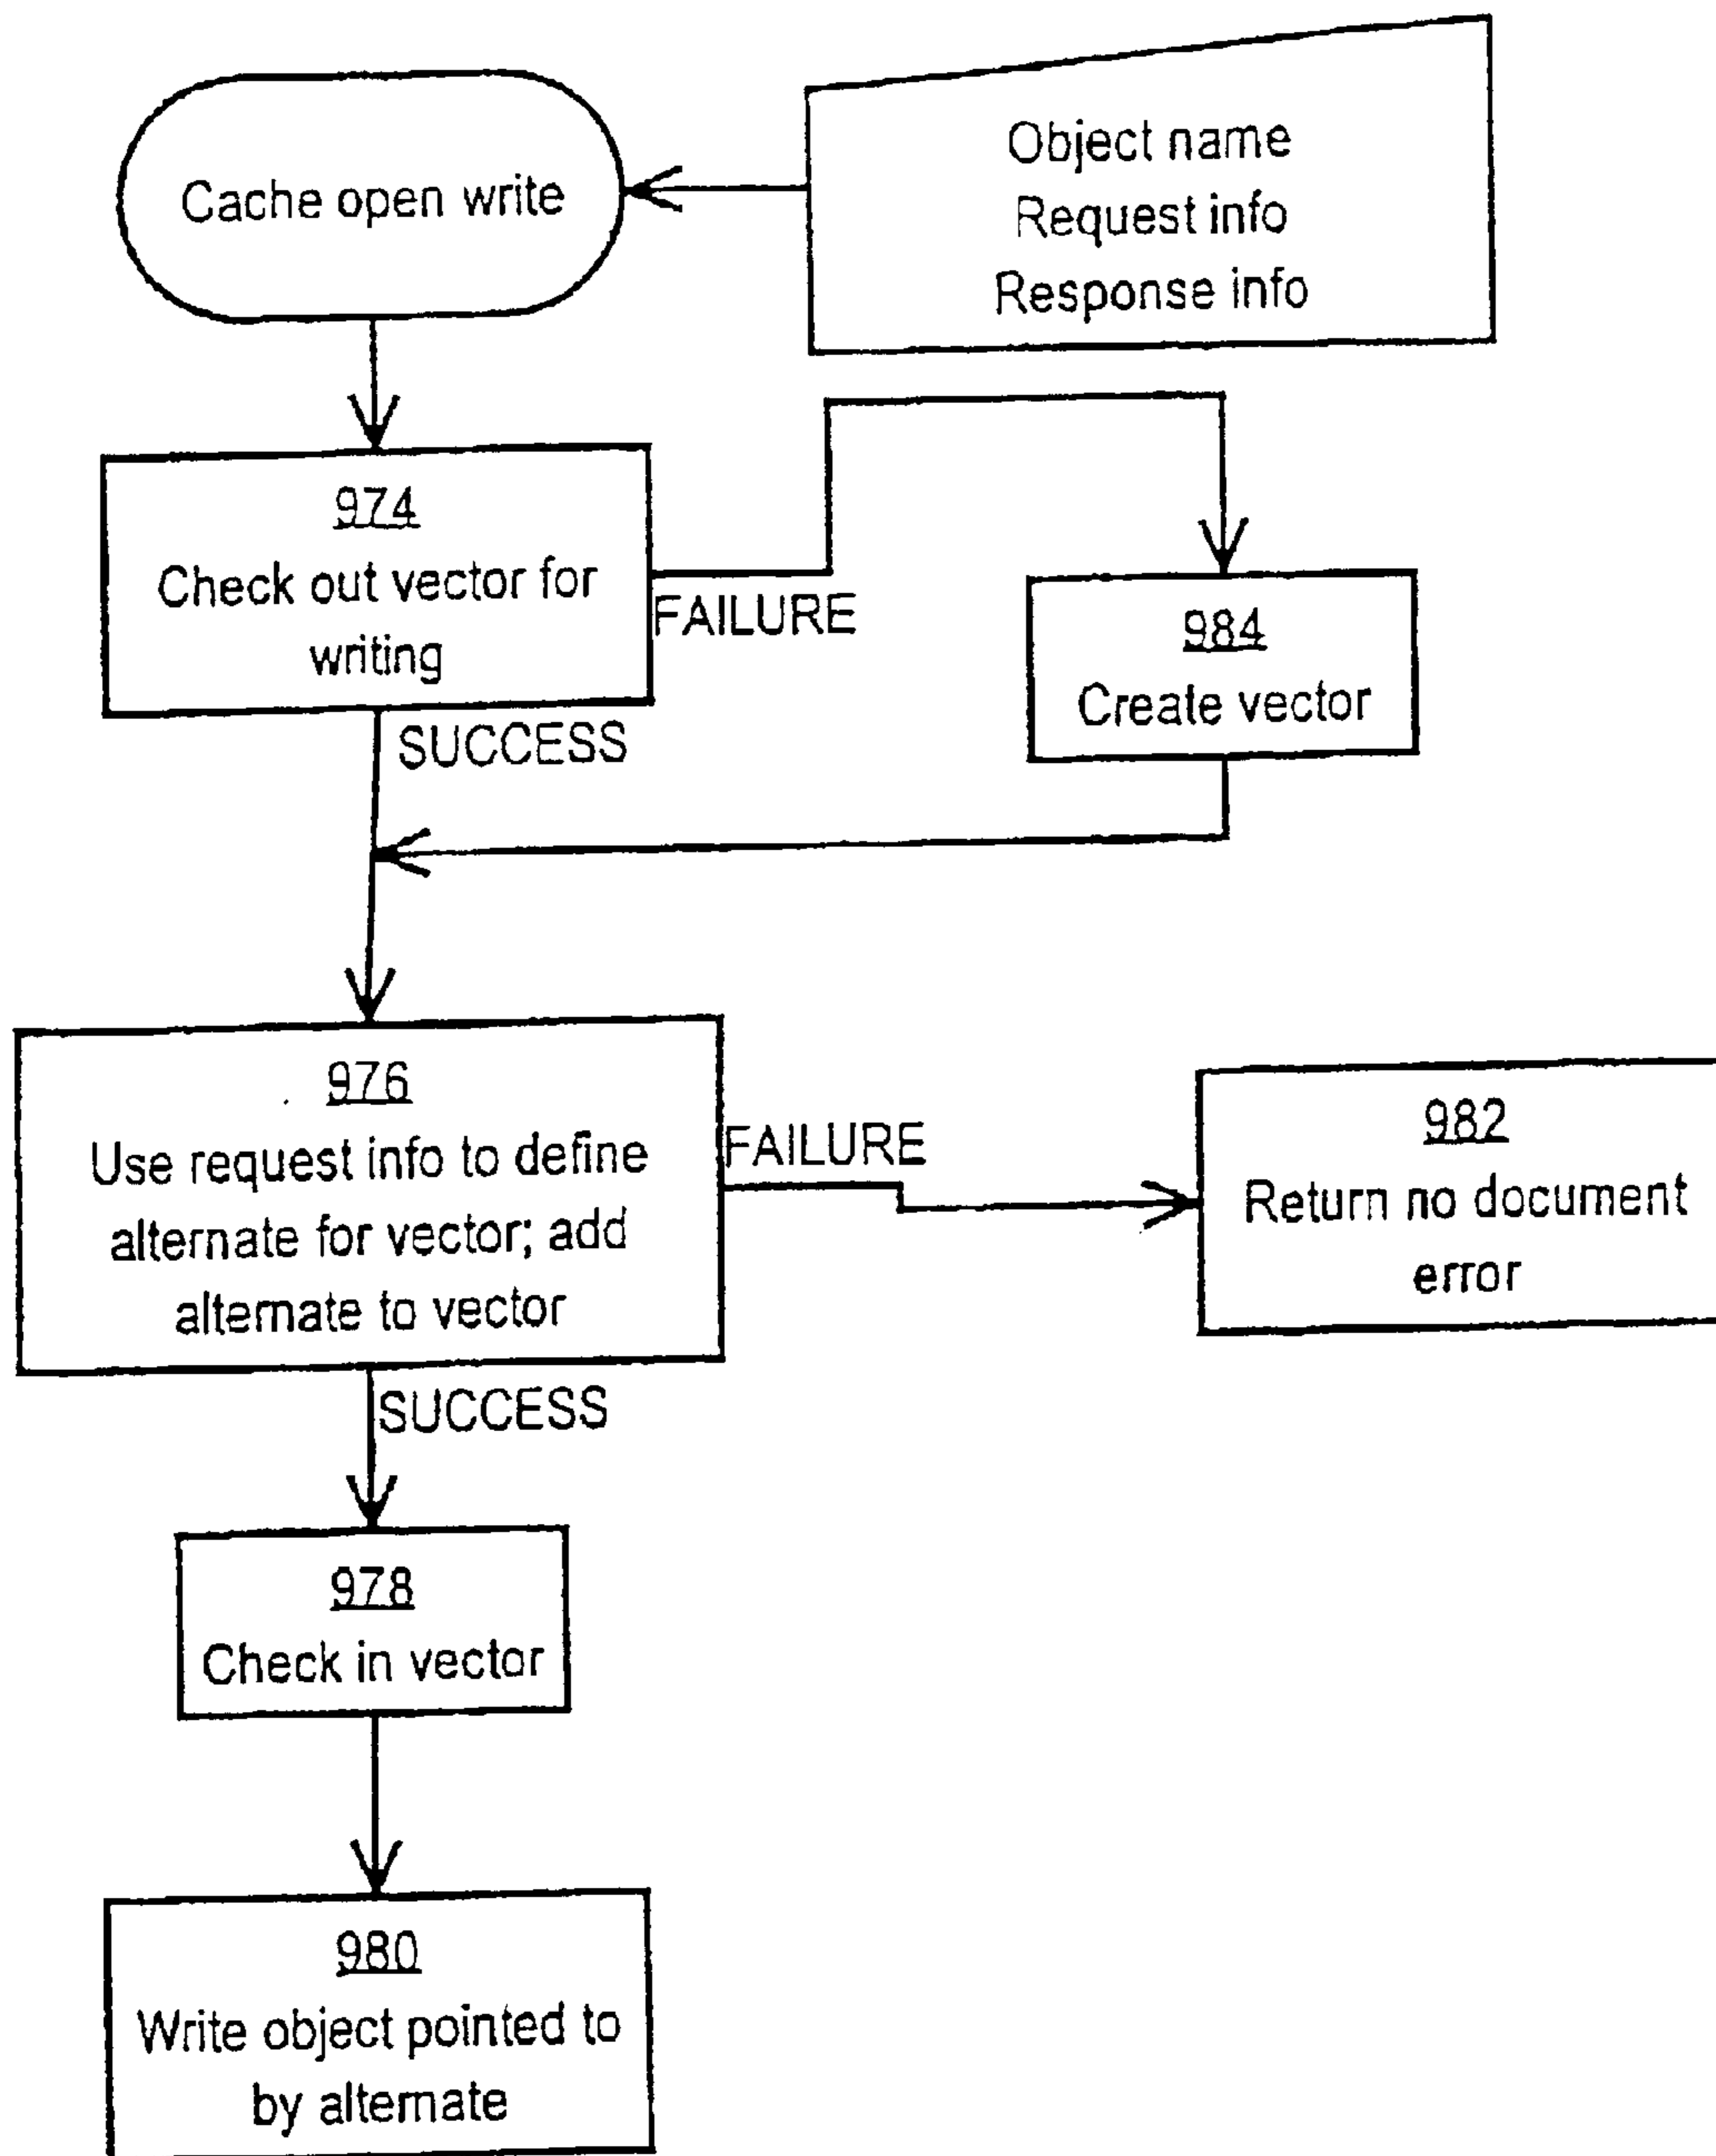 Cache open write
Object name
Request info
Response info
974
Check out vector for
writing
FAILURE
SUCCESS
984
Create vector
976
Use request info to define
alternate for vector; add
alternate to vector
FAILURE
SUCCESS
982
Return no document
error
978
Check in vector
980
Write object pointed to
by alternate